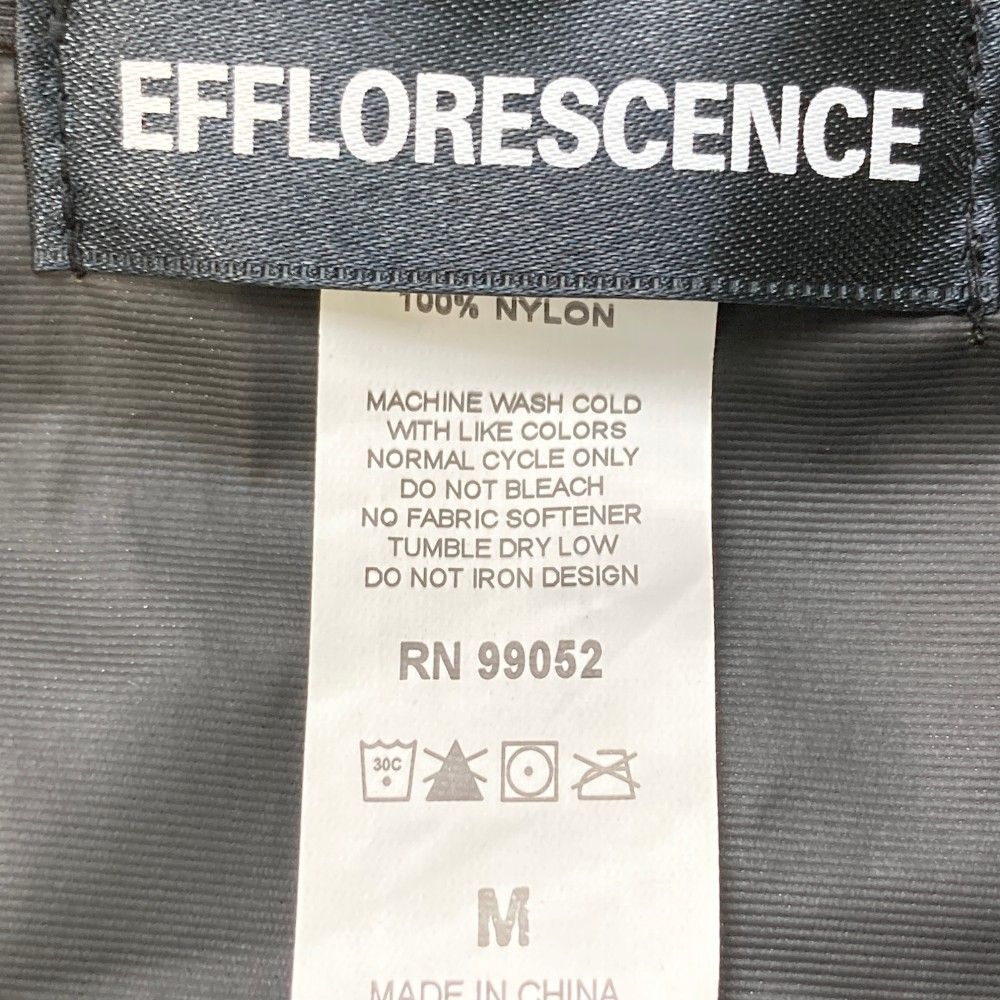 EFFLORESCENCE
100% NYLON
MACHINE WASH COLD
WITH LIKE COLORS
NORMAL CYCLE ONLY
DO NOT BLEACH
NO FABRIC SOFTENER
TUMBLE DRY LOW
DO NOT IRON DESIGN
RN 99052
30C
M
MADE IN CHINA